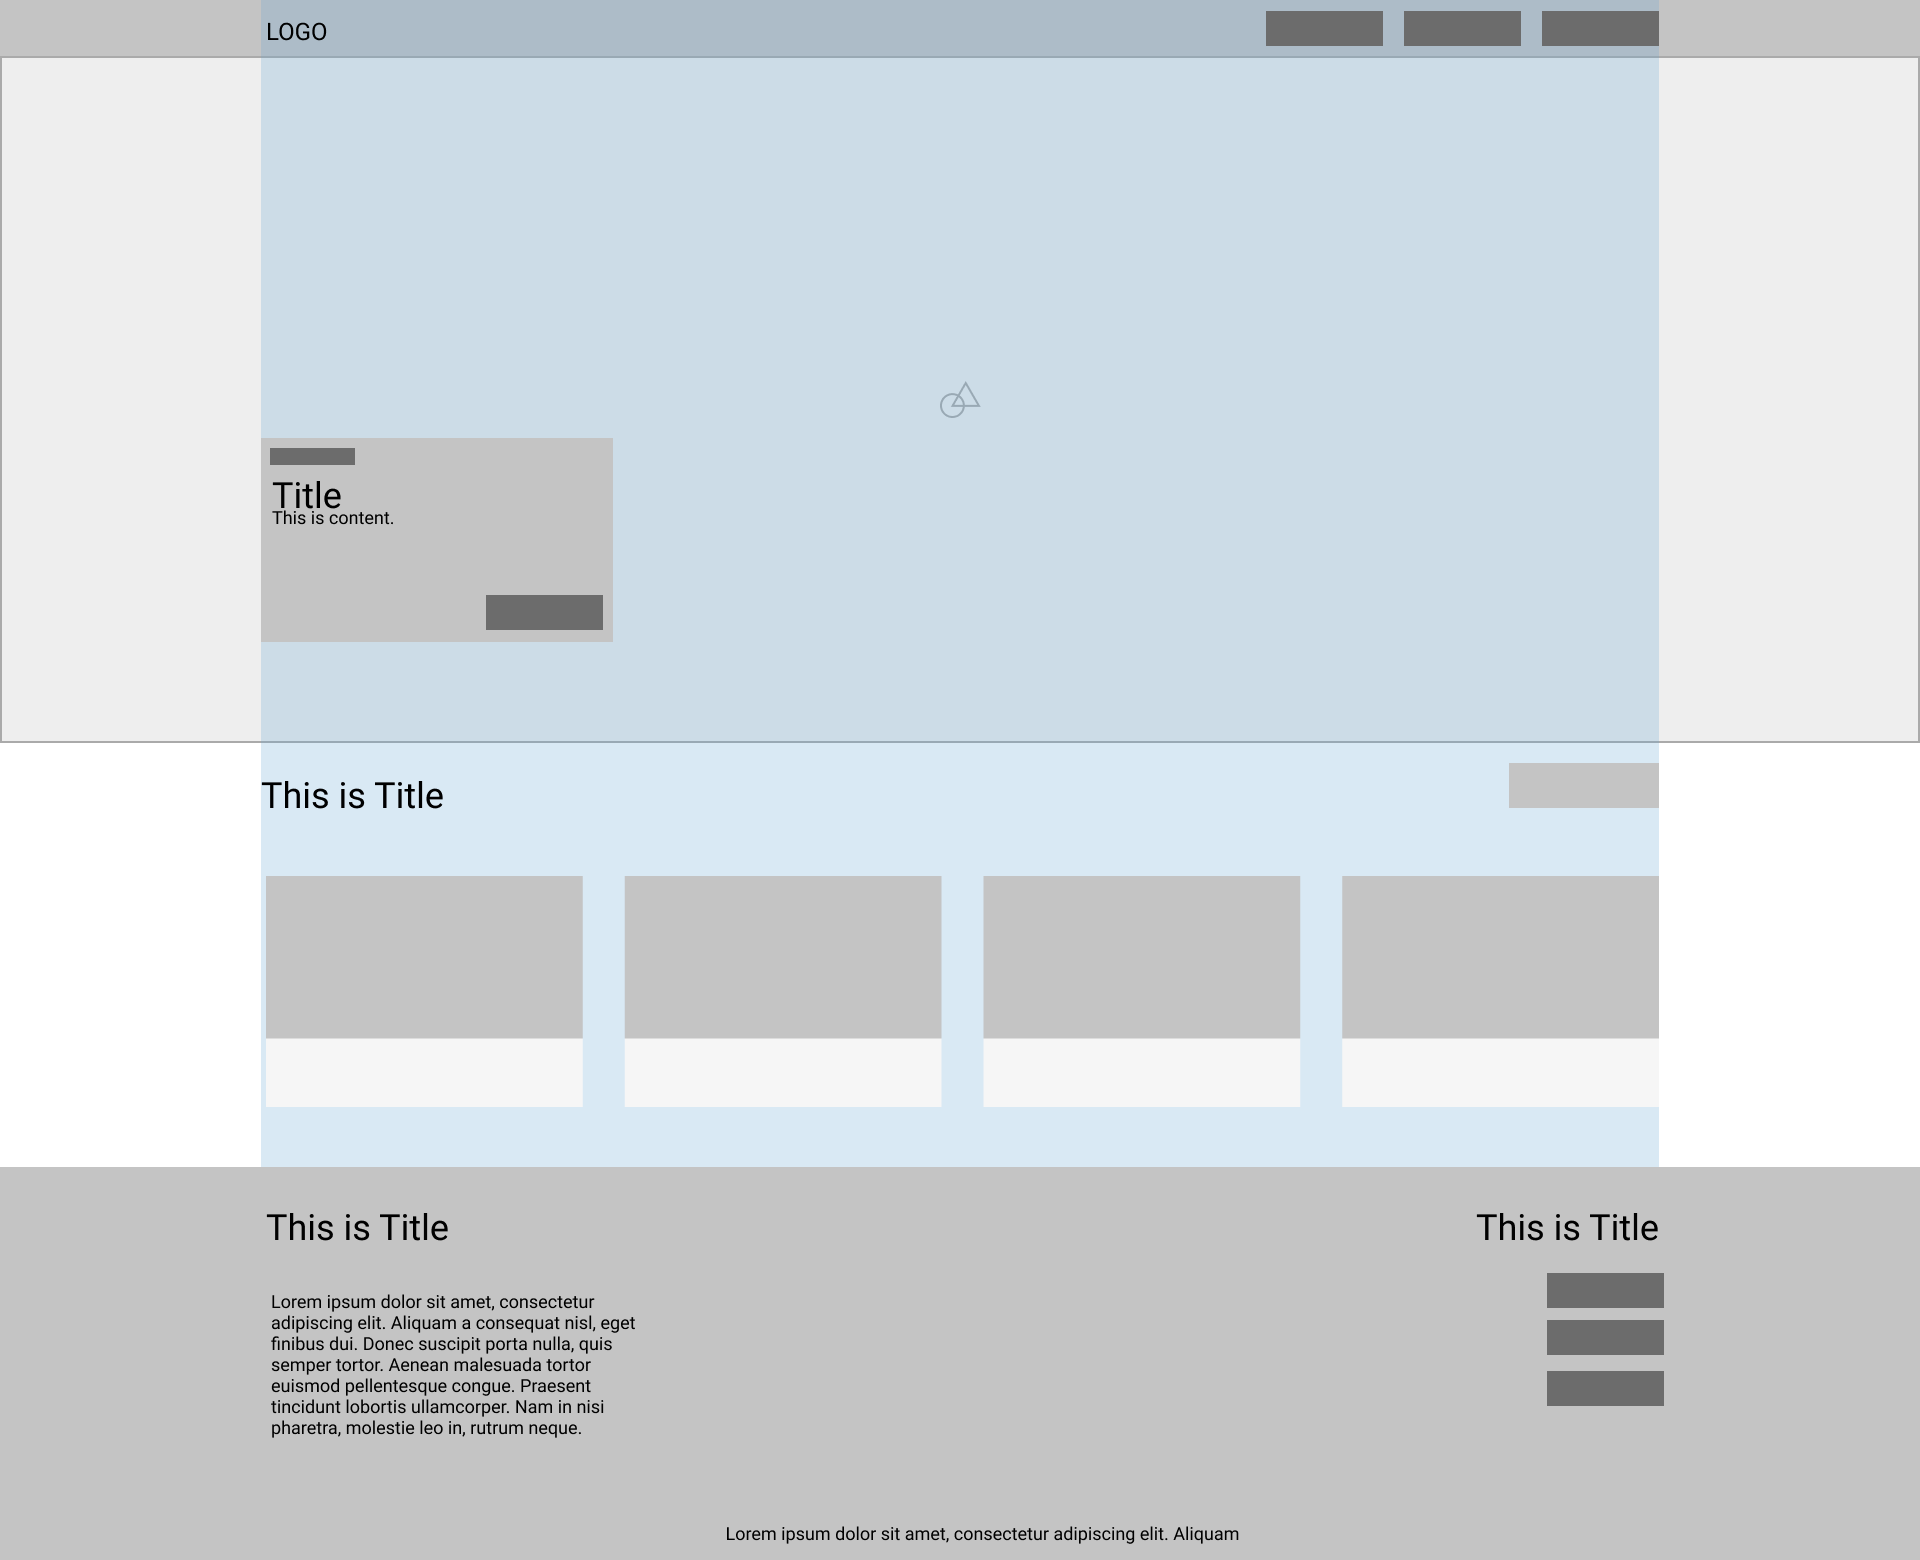 LOGO
Title
This is content.
This is Title
This is Title
Lorem ipsum dolor sit amet, consectetur
adipiscing elit. Aliquam a consequat nisl, eget
finibus dui. Donec suscipit porta nulla, quis
semper tortor. Aenean malesuada tortor
euismod pellentesque congue. Praesent
tincidunt lobortis ullamcorper. Nam in nisi
pharetra, molestie leo in, rutrum neque.
This is Title
Lorem ipsum dolor sit amet, consectetur adipiscing elit. Aliquam